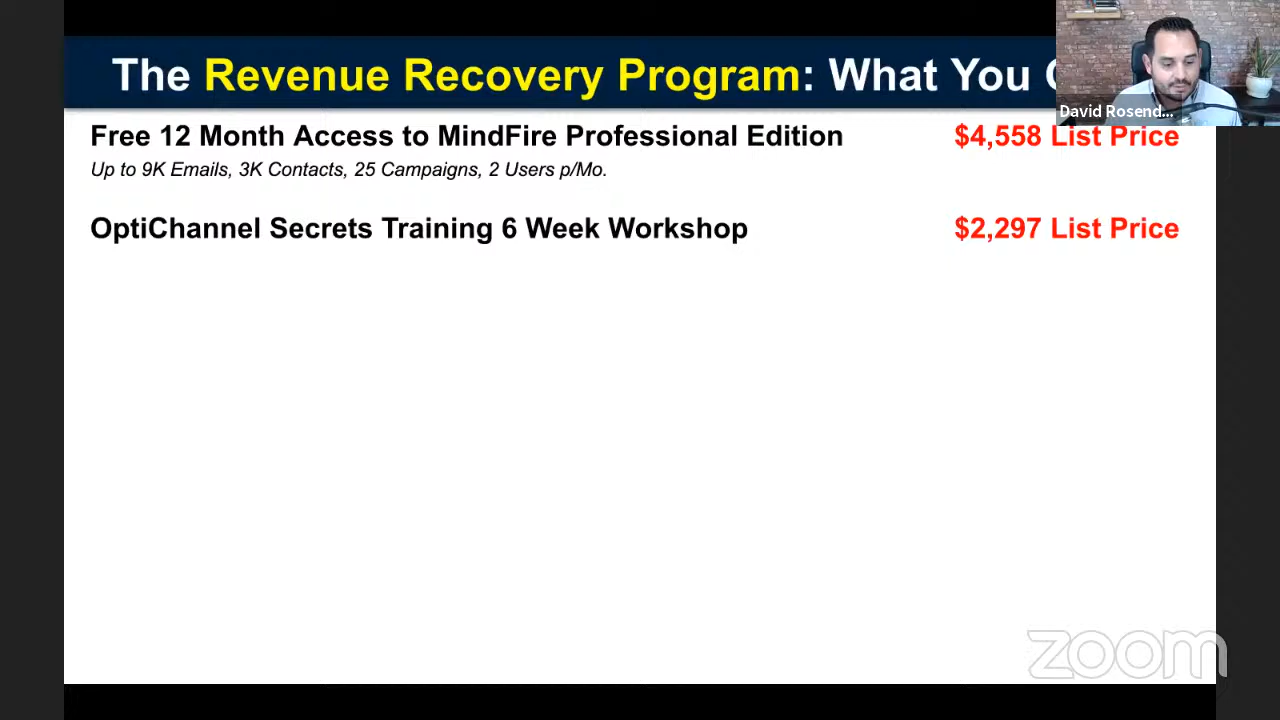 The Revenue Recovery Program: What You
David Rosend...
Free 12 Month Access to MindFire Professional Edition $4,558 List Price
Up to 9K Emails, 3K Contacts, 25 Campaigns, 2 Users p/Mo.
OptiChannel Secrets Training 6 Week Workshop $2,297 List Price
zoom